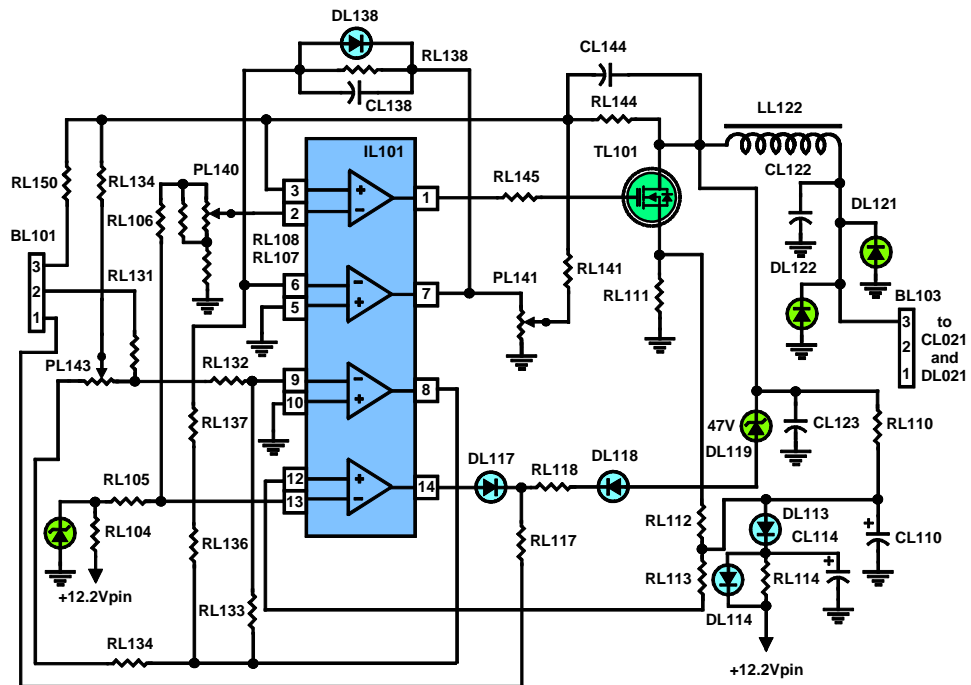 DL138
RL138
CL138
CL144
RL144
LL122
IL101
TL101
CL122
RL150
RL134
PL140
RL106
3
2
1
RL145
DL121
BL101
RL108
RL107
3
2
1
RL131
6
5
7
PL141
RL141
DL122
RL111
BL103
3
2
1
to
CL021
and
DL021
PL143
RL132
9
10
8
RL137
47V
DL119
CL123
RL110
RL105
12
13
14
DL117
RL118
DL118
RL104
RL136
RL117
RL112
DL113
CL114
+
CL110
+12.2Vpin
RL133
RL113
RL114
+
DL114
RL134
+12.2Vpin